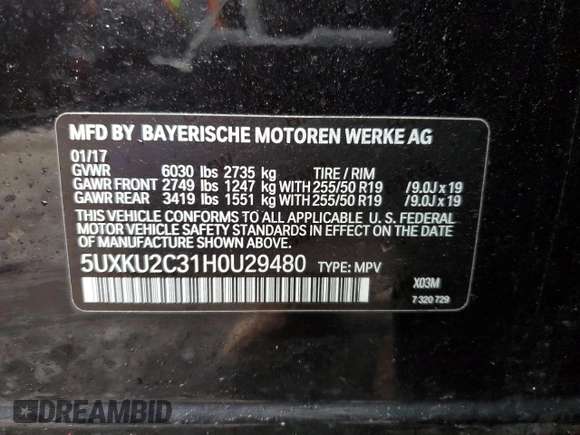 MFD BY BAYERISCHE MOTOREN WERKE AG
01/17
GVWR 6030 lbs 2735 kg TIRE / RIM
GAWR FRONT 2749 lbs 1247 kg WITH 255/50 R19 /9.0J x 19
GAWR REAR 3419 lbs 1551 kg WITH 255/50 R19 /9.0J x 19
THIS VEHICLE CONFORMS TO ALL APPLICABLE U. S. FEDERAL
MOTOR VEHICLE SAFETY STANDARDS IN EFFECT ON THE DATE
OF MANUFACTURE SHOWN ABOVE.
5UXKU2C31H0U29480 TYPE: MPV
X03M
7 320 729
DREAMBID